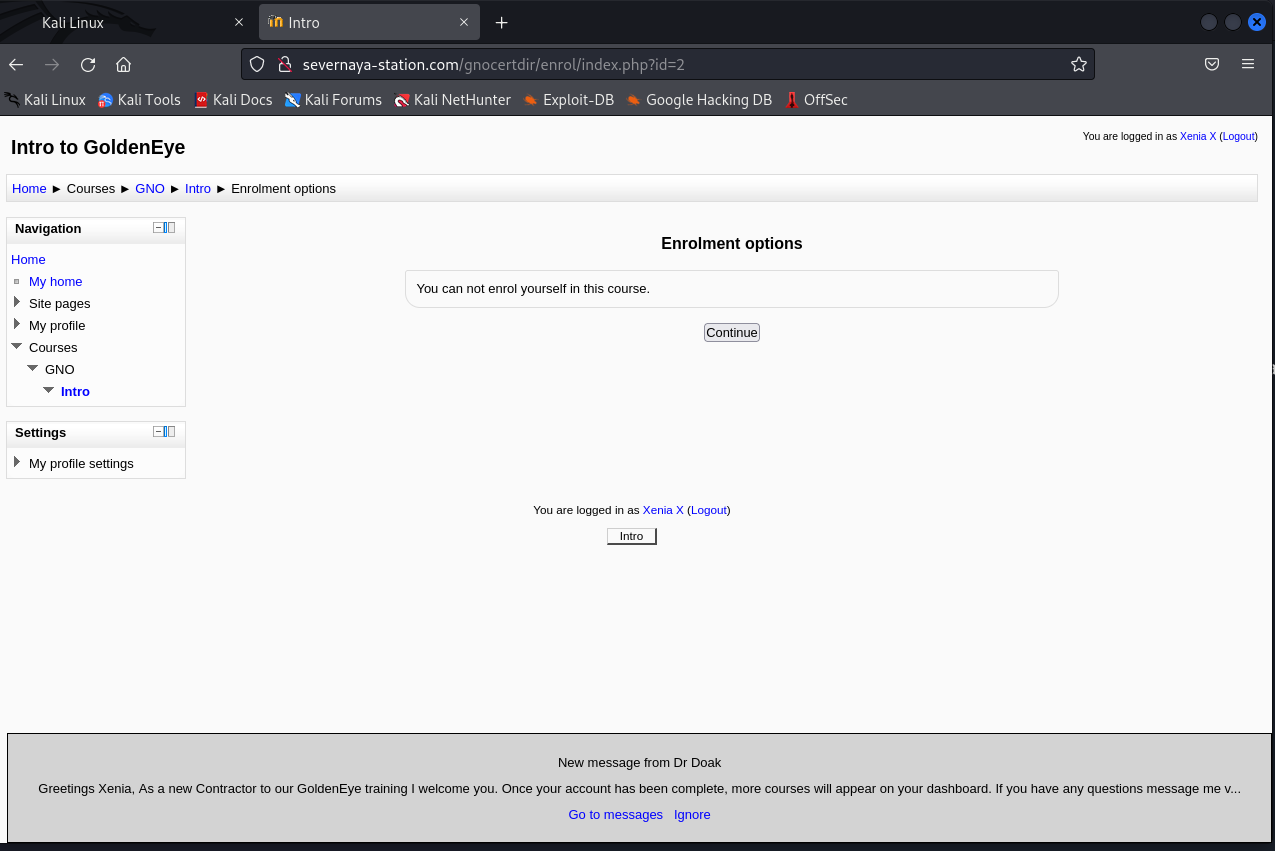 Kali Linux
Intro
severnaya-station.com/gnocertdir/enrol/index.php?id=2
Kali Linux Kali Tools Kali Docs Kali Forums Kali NetHunter Exploit-DB Google Hacking DB OffSec
You are logged in as Xenia X (Logout)
Intro to GoldenEye
Home ► Courses ► GNO ► Intro ► Enrolment options
Navigation
Home
My home
Site pages
My profile
Courses
GNO
Intro
Settings
My profile settings
Enrolment options
You can not enrol yourself in this course.
Continue
You are logged in as Xenia X (Logout)
Intro
New message from Dr Doak
Greetings Xenia, As a new Contractor to our GoldenEye training I welcome you. Once your account has been complete, more courses will appear on your dashboard. If you have any questions message me v...
Go to messages Ignore